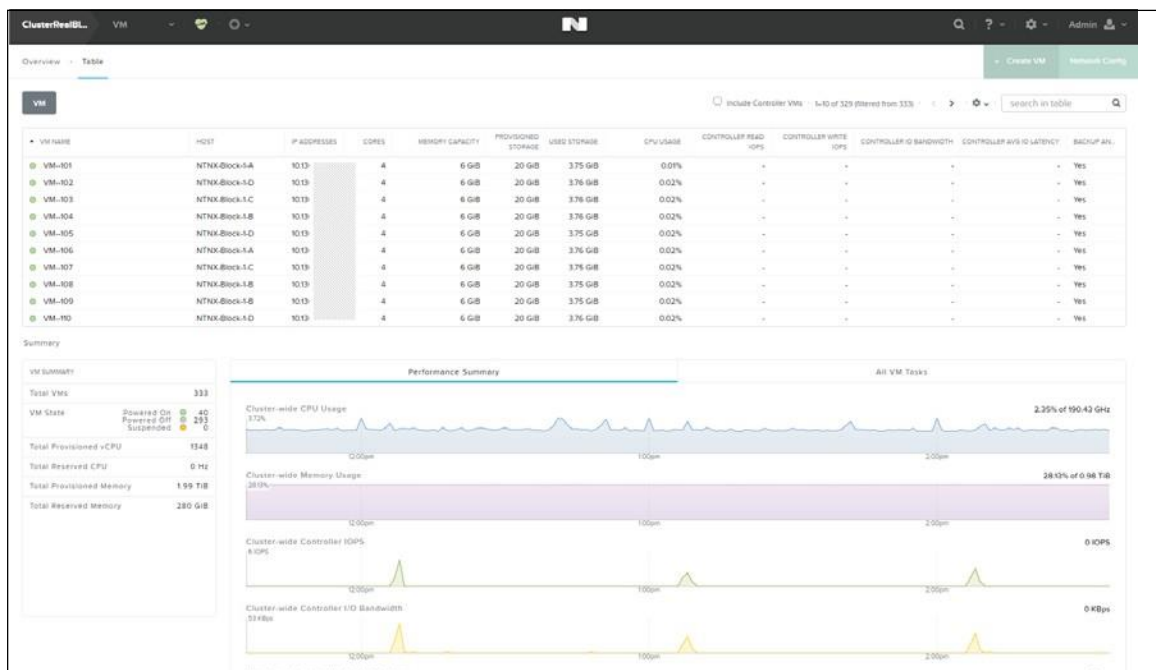 ClusterRealBl... VM ? Admin
Overview · Table + Create VM Network Config
VM Include Controller VMs 1–10 of 329 (filtered from 333) < > search in table
VM NAME HOST IP ADDRESSES CORES MEMORY CAPACITY PROVISIONED STORAGE USED STORAGE CPU USAGE CONTROLLER READ IOPS CONTROLLER WRITE IOPS CONTROLLER IO BANDWIDTH CONTROLLER AVG IO LATENCY BACKUP AN...
VM--101 NTNX-Block-1-A 10.13 4 6 GiB 20 GiB 3.75 GiB 0.01% - - - - Yes
VM--102 NTNX-Block-1-D 10.13 4 6 GiB 20 GiB 3.76 GiB 0.02% - - - - Yes
VM--103 NTNX-Block-1-C 10.13 4 6 GiB 20 GiB 3.76 GiB 0.02% - - - - Yes
VM--104 NTNX-Block-1-B 10.13 4 6 GiB 20 GiB 3.76 GiB 0.02% - - - - Yes
VM--105 NTNX-Block-1-D 10.13 4 6 GiB 20 GiB 3.75 GiB 0.02% - - - - Yes
VM--106 NTNX-Block-1-A 10.13 4 6 GiB 20 GiB 3.76 GiB 0.02% - - - - Yes
VM--107 NTNX-Block-1-C 10.13 4 6 GiB 20 GiB 3.75 GiB 0.02% - - - - Yes
VM--108 NTNX-Block-1-B 10.13 4 6 GiB 20 GiB 3.76 GiB 0.02% - - - - Yes
VM--109 NTNX-Block-1-B 10.13 4 6 GiB 20 GiB 3.75 GiB 0.02% - - - - Yes
VM--110 NTNX-Block-1-D 10.13 4 6 GiB 20 GiB 3.76 GiB 0.02% - - - - Yes
Summary
VM SUMMARY
Total VMs 333
VM State Powered On 40
Powered Off 293
Suspended 0
Total Provisioned vCPU 1348
Total Reserved CPU 0 Hz
Total Provisioned Memory 1.99 TiB
Total Reserved Memory 280 GiB
Performance Summary All VM Tasks
Cluster-wide CPU Usage 2.35% of 190.43 GHz
3.72%
12:00pm 1:00pm 2:00pm
Cluster-wide Memory Usage 28.13% of 0.98 TiB
28.13%
12:00pm 1:00pm 2:00pm
Cluster-wide Controller IOPS 0 IOPS
6 IOPS
12:00pm 1:00pm 2:00pm
Cluster-wide Controller I/O Bandwidth 0 KBps
53 KBps
12:00pm 1:00pm 2:00pm